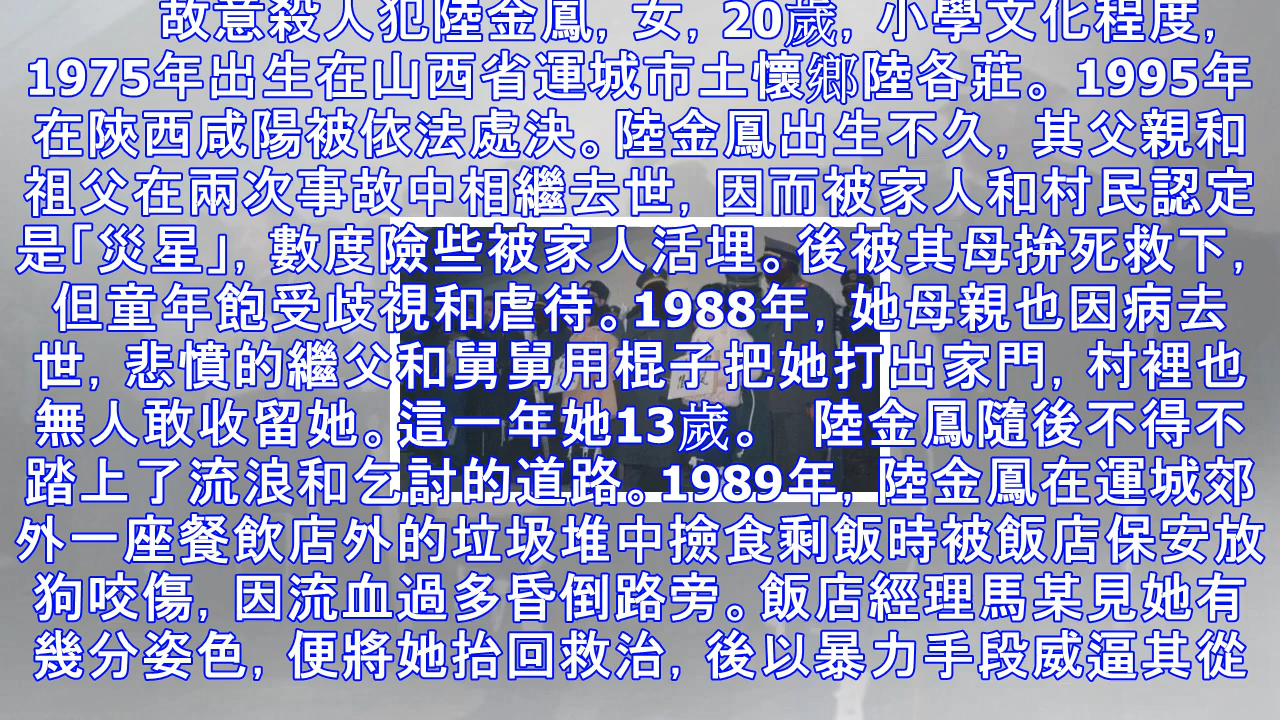 故意殺人犯陸金鳳, 女, 20歲, 小學文化程度,
1975年出生在山西省運城市土懷鄉陸各莊。1995年
在陝西咸陽被依法處決。陸金鳳出生不久, 其父親和
祖父在兩次事故中相繼去世, 因而被家人和村民認定
是「災星」, 數度險些被家人活埋。後被其母拚死救下,
但童年飽受歧視和虐待。1988年, 她母親也因病去
世, 悲憤的繼父和舅舅用棍子把她打出家門, 村裡也
無人敢收留她。這一年她13歲。 陸金鳳隨後不得不
踏上了流浪和乞討的道路。1989年, 陸金鳳在運城郊
外一座餐飲店外的垃圾堆中撿食剩飯時被飯店保安放
狗咬傷, 因流血過多昏倒路旁。飯店經理馬某見她有
幾分姿色, 便將她抬回救治, 後以暴力手段威逼其從